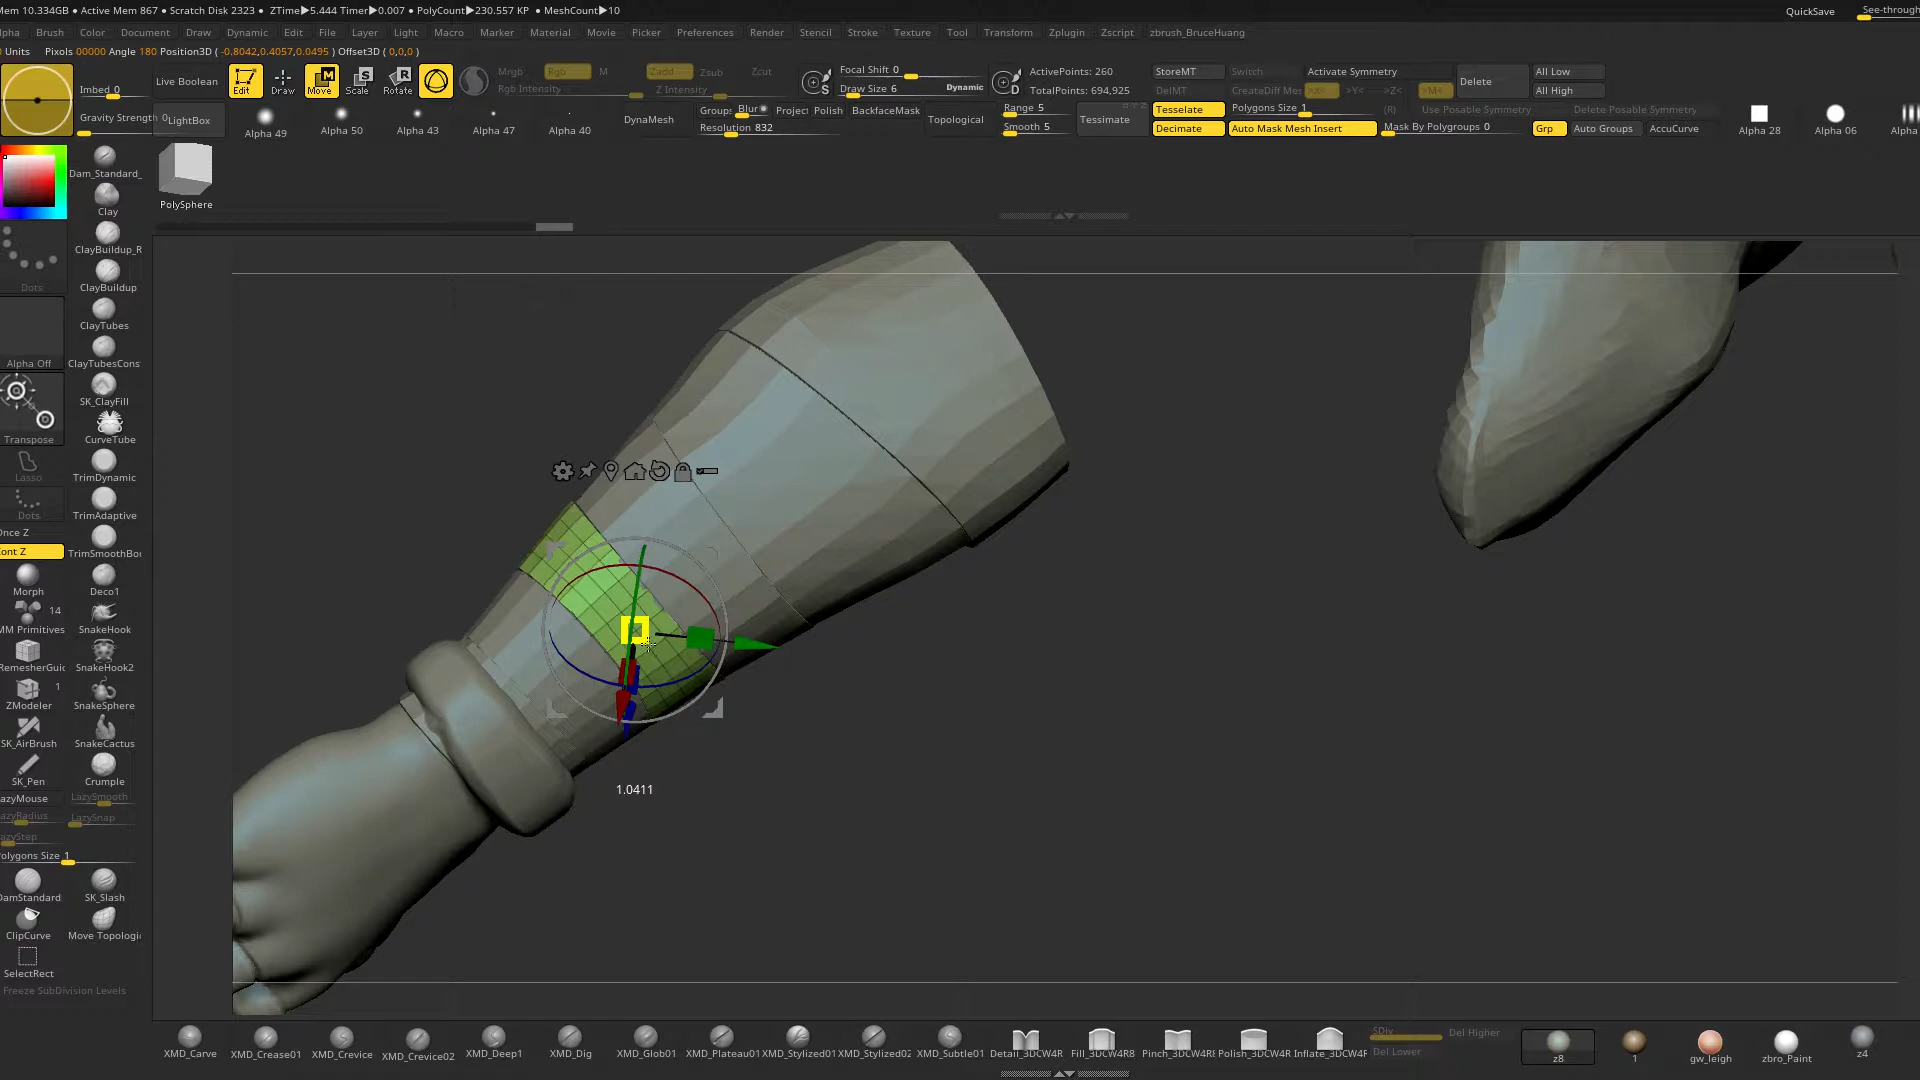 Mem 10.334GB • Active Mem 867 • Scratch Disk 2323 • ZTime▶5.444 Timer▶0.007 • PolyCount▶230.557 KP • MeshCount▶10
QuickSave
See-through
lpha Brush Color Document Draw Dynamic Edit File Layer Light Macro Marker Material Movie Picker Preferences Render Stencil Stroke Texture Tool Transform Zplugin Zscript zbrush_BruceHuang
Units Pixols 00000 Angle 180 Position3D ( -0.8042,0.4057,0.0495 ) Offset3D ( 0,0,0 )
Imbed 0
Gravity Strength 0
Live Boolean
LightBox
Edit Draw Move Scale Rotate
Mrgb Rgb M
Rgb Intensity
Zadd Zsub Zcut
Z Intensity
Focal Shift 0
Draw Size 6 Dynamic
ActivePoints: 260
TotalPoints: 694,925
StoreMT Switch
DelMT CreateDiff Mes
Activate Symmetry
>X< >Y< >Z< >M<
Delete
All Low
All High
Alpha 49 Alpha 50 Alpha 43 Alpha 47 Alpha 40
DynaMesh
Groups Blur Project Polish BackfaceMask
Resolution 832
Topological
Range 5
Smooth 5
Tessimate
Tesselate Polygons Size 1 (R) Use Posable Symmetry Delete Posable Symmetry
Decimate Auto Mask Mesh Insert Mask By Polygroups 0 Grp Auto Groups AccuCurve
Alpha 28 Alpha 06 Alpha
PolySphere
Dots
Alpha Off
Transpose
Lasso
Dots
Once Z
Cont Z
Morph
MM Primitives 14
RemesherGuid
ZModeler 1
SK_AirBrush
SK_Pen
LazyMouse LazySmooth
LazyRadius LazySnap
LazyStep
Polygons Size 1
DamStandard SK_Slash
ClipCurve Move Topologi
SelectRect
Freeze SubDivision Levels
Dam_Standard_
Clay
ClayBuildup_R
ClayBuildup
ClayTubes
ClayTubesCons
SK_ClayFill
CurveTube
TrimDynamic
TrimAdaptive
TrimSmoothBor
Deco1
SnakeHook
SnakeHook2
SnakeSphere
SnakeCactus
Crumple
1.0411
XMD_Carve XMD_Crease01 XMD_Crevice XMD_Crevice02 XMD_Deep1 XMD_Dig XMD_Glob01 XMD_Plateau01 XMD_Stylized01 XMD_Stylized02 XMD_Subtle01 Detail_3DCW4R Fill_3DCW4R8 Pinch_3DCW4R8 Polish_3DCW4R Inflate_3DCW4R
SDiv Del Higher
Del Lower
z8 1 gw_leigh zbro_Paint z4